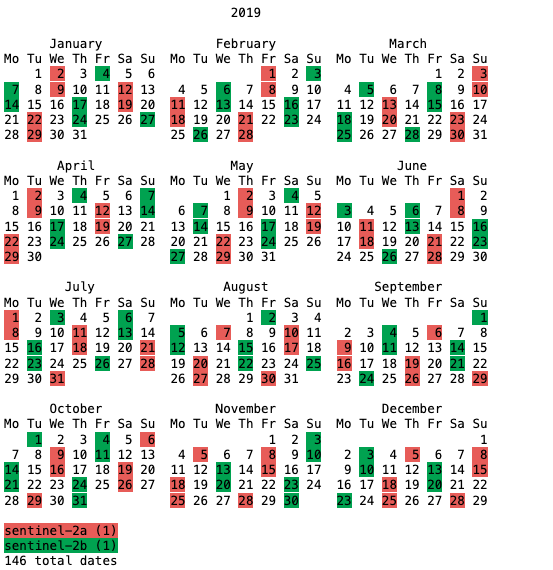 2019
January February March
Mo Tu We Th Fr Sa Su Mo Tu We Th Fr Sa Su Mo Tu We Th Fr Sa Su
1 2 3 4 5 6 1 2 3 1 2 3
7 8 9 10 11 12 13 4 5 6 7 8 9 10 4 5 6 7 8 9 10
14 15 16 17 18 19 20 11 12 13 14 15 16 17 11 12 13 14 15 16 17
21 22 23 24 25 26 27 18 19 20 21 22 23 24 18 19 20 21 22 23 24
28 29 30 31 25 26 27 28 25 26 27 28 29 30 31
April May June
Mo Tu We Th Fr Sa Su Mo Tu We Th Fr Sa Su Mo Tu We Th Fr Sa Su
1 2 3 4 5 6 7 1 2 3 4 5 1 2
8 9 10 11 12 13 14 6 7 8 9 10 11 12 3 4 5 6 7 8 9
15 16 17 18 19 20 21 13 14 15 16 17 18 19 10 11 12 13 14 15 16
22 23 24 25 26 27 28 20 21 22 23 24 25 26 17 18 19 20 21 22 23
29 30 27 28 29 30 31 24 25 26 27 28 29 30
July August September
Mo Tu We Th Fr Sa Su Mo Tu We Th Fr Sa Su Mo Tu We Th Fr Sa Su
1 2 3 4 5 6 7 1 2 3 4 1
8 9 10 11 12 13 14 5 6 7 8 9 10 11 2 3 4 5 6 7 8
15 16 17 18 19 20 21 12 13 14 15 16 17 18 9 10 11 12 13 14 15
22 23 24 25 26 27 28 19 20 21 22 23 24 25 16 17 18 19 20 21 22
29 30 31 26 27 28 29 30 31 23 24 25 26 27 28 29
October November December
Mo Tu We Th Fr Sa Su Mo Tu We Th Fr Sa Su Mo Tu We Th Fr Sa Su
1 2 3 4 5 6 1 2 3 1
7 8 9 10 11 12 13 4 5 6 7 8 9 10 2 3 4 5 6 7 8
14 15 16 17 18 19 20 11 12 13 14 15 16 17 9 10 11 12 13 14 15
21 22 23 24 25 26 27 18 19 20 21 22 23 24 16 17 18 19 20 21 22
28 29 30 31 25 26 27 28 29 30 23 24 25 26 27 28 29
sentinel-2a (1)
sentinel-2b (1)
146 total dates